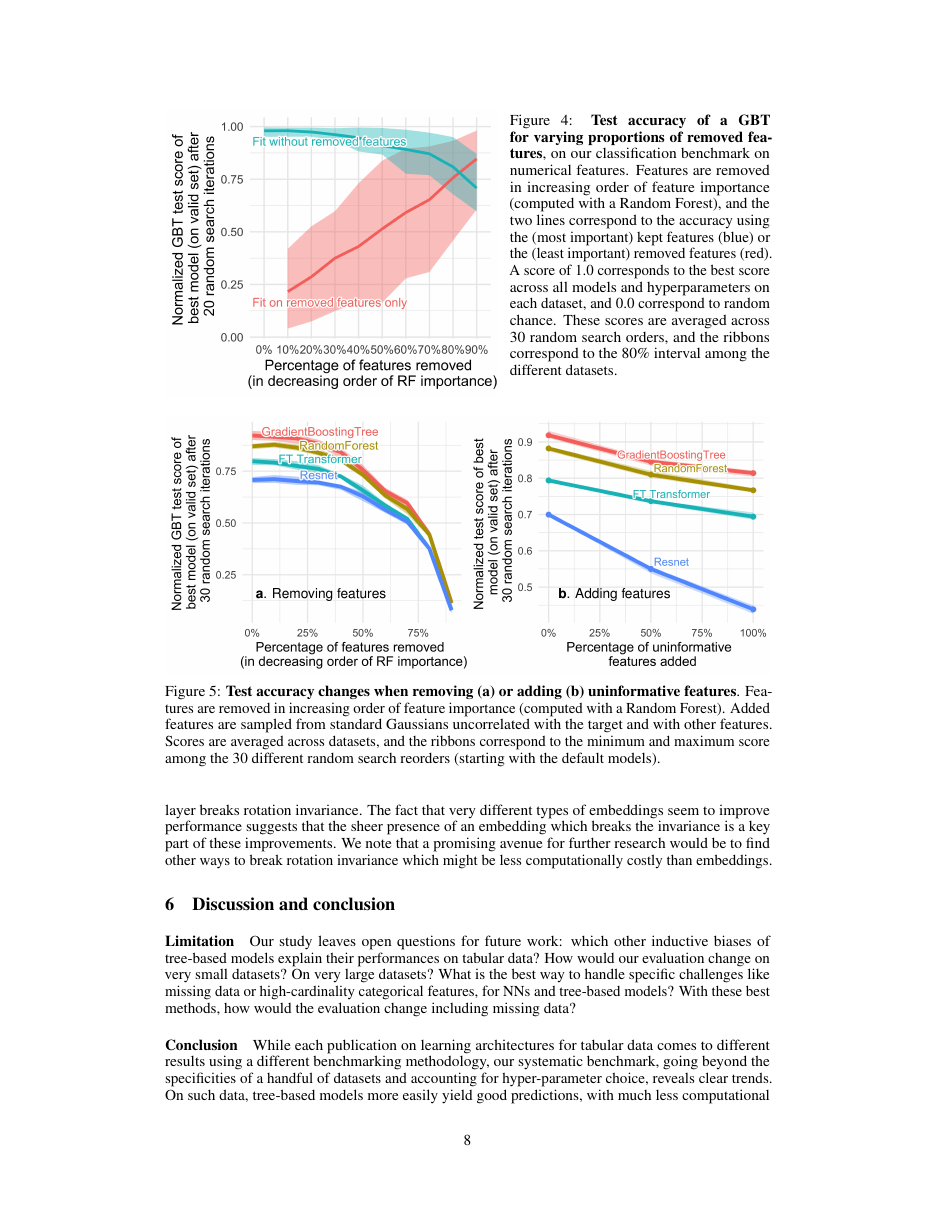 Normalized GBT test score of
best model (on valid set) after
20 random search iterations
1.00
0.75
0.50
0.25
0.00
Fit without removed features
Fit on removed features only
0% 10%20%30%40%50%60%70%80%90%
Percentage of features removed
(in decreasing order of RF importance)
Figure 4: Test accuracy of a GBT
for varying proportions of removed fea-
tures, on our classification benchmark on
numerical features. Features are removed
in increasing order of feature importance
(computed with a Random Forest), and the
two lines correspond to the accuracy using
the (most important) kept features (blue) or
the (least important) removed features (red).
A score of 1.0 corresponds to the best score
across all models and hyperparameters on
each dataset, and 0.0 correspond to random
chance. These scores are averaged across
30 random search orders, and the ribbons
correspond to the 80% interval among the
different datasets.
Normalized GBT test score of
best model (on valid set) after
30 random search iterations
0.75
0.50
0.25
GradientBoostingTree
RandomForest
FT Transformer
Resnet
a. Removing features
0% 25% 50% 75%
Percentage of features removed
(in decreasing order of RF importance)
Normalized test score of best
model (on valid set) after
30 random search iterations
0.9
0.8
0.7
0.6
0.5
GradientBoostingTree
RandomForest
FT Transformer
Resnet
b. Adding features
0% 25% 50% 75% 100%
Percentage of uninformative
features added
Figure 5: Test accuracy changes when removing (a) or adding (b) uninformative features. Fea-
tures are removed in increasing order of feature importance (computed with a Random Forest). Added
features are sampled from standard Gaussians uncorrelated with the target and with other features.
Scores are averaged across datasets, and the ribbons correspond to the minimum and maximum score
among the 30 different random search reorders (starting with the default models).
layer breaks rotation invariance. The fact that very different types of embeddings seem to improve
performance suggests that the sheer presence of an embedding which breaks the invariance is a key
part of these improvements. We note that a promising avenue for further research would be to find
other ways to break rotation invariance which might be less computationally costly than embeddings.
6 Discussion and conclusion
Limitation Our study leaves open questions for future work: which other inductive biases of
tree-based models explain their performances on tabular data? How would our evaluation change on
very small datasets? On very large datasets? What is the best way to handle specific challenges like
missing data or high-cardinality categorical features, for NNs and tree-based models? With these best
methods, how would the evaluation change including missing data?
Conclusion While each publication on learning architectures for tabular data comes to different
results using a different benchmarking methodology, our systematic benchmark, going beyond the
specificities of a handful of datasets and accounting for hyper-parameter choice, reveals clear trends.
On such data, tree-based models more easily yield good predictions, with much less computational
8